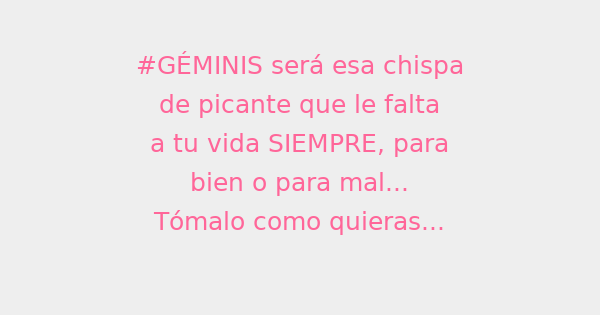 #GÉMINIS será esa chispa
de picante que le falta
a tu vida SIEMPRE, para
bien o para mal...
Tómalo como quieras...